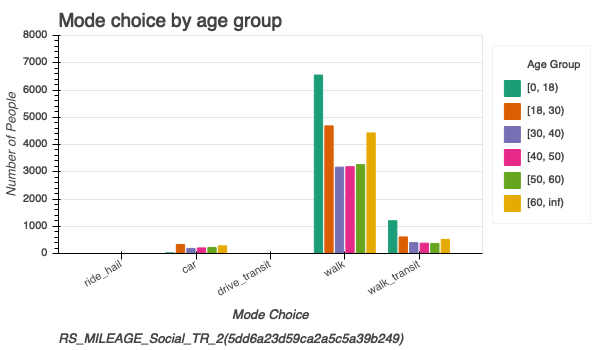 Mode choice by age group
8000
7000
6000
5000
4000
3000
2000
1000
0
Number of People
ride_hail
car
drive_transit
walk
walk_transit
Mode Choice
Age Group
[0, 18)
[18, 30)
[30, 40)
[40, 50)
[50, 60)
[60, inf)
RS_MILEAGE_Social_TR_2(5dd6a23d59ca2a5c5a39b249)